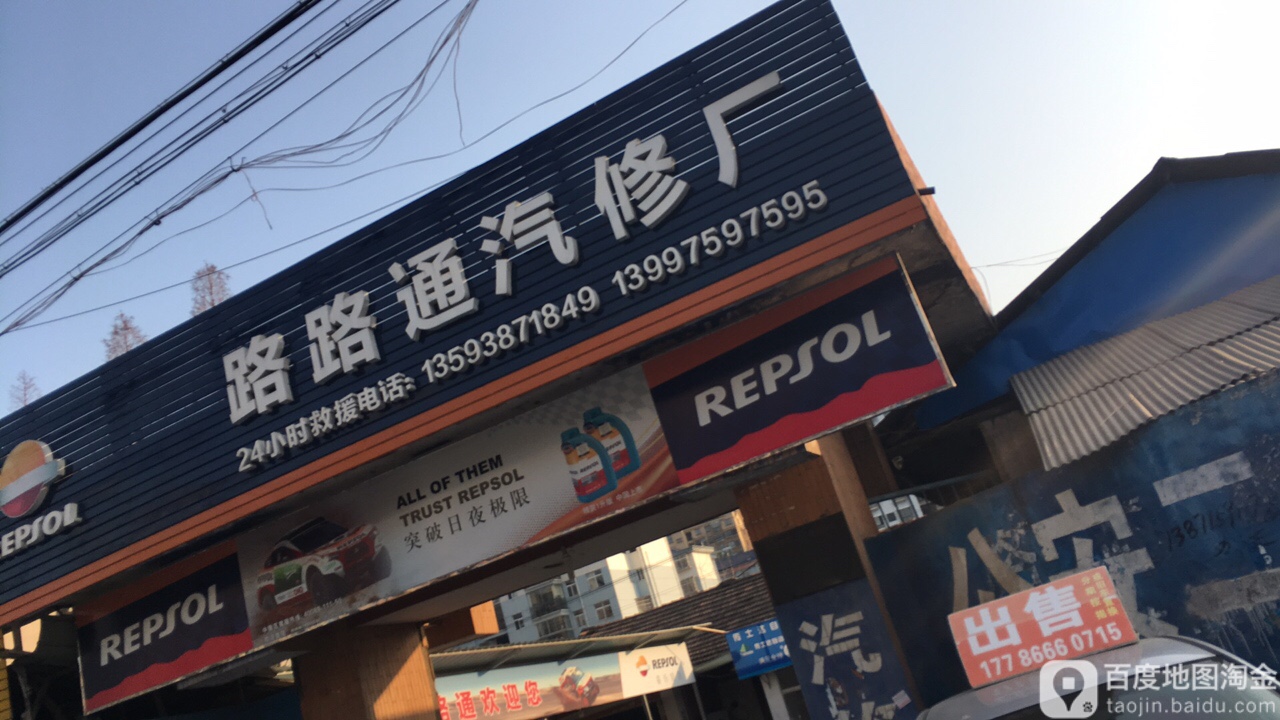 路路通汽修厂
24小时救援电话:13593871849 13997597595
REPSOL
REPSOL
ALL OF THEM
TRUST REPSOL
突破日夜极限
REPSOL
路通欢迎您
REPSOL
汽
出售
177 8666 0715
百度地图淘金
taojin.baidu.com